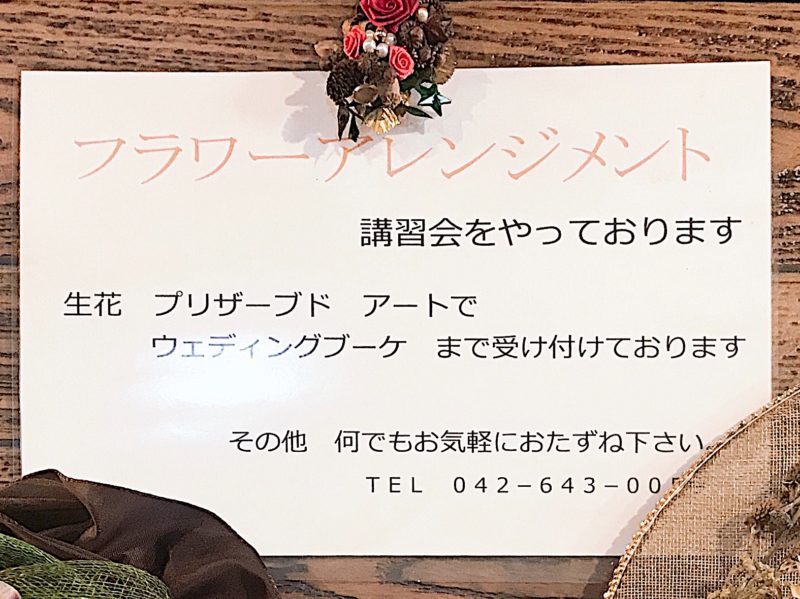 フラワーアレンジメント
講習会をやっております
生花　プリザーブド　アートで
ウェディングブーケ　まで受け付けております
その他　何でもお気軽におたずね下さい。
ＴＥＬ　０４２－６４３－００